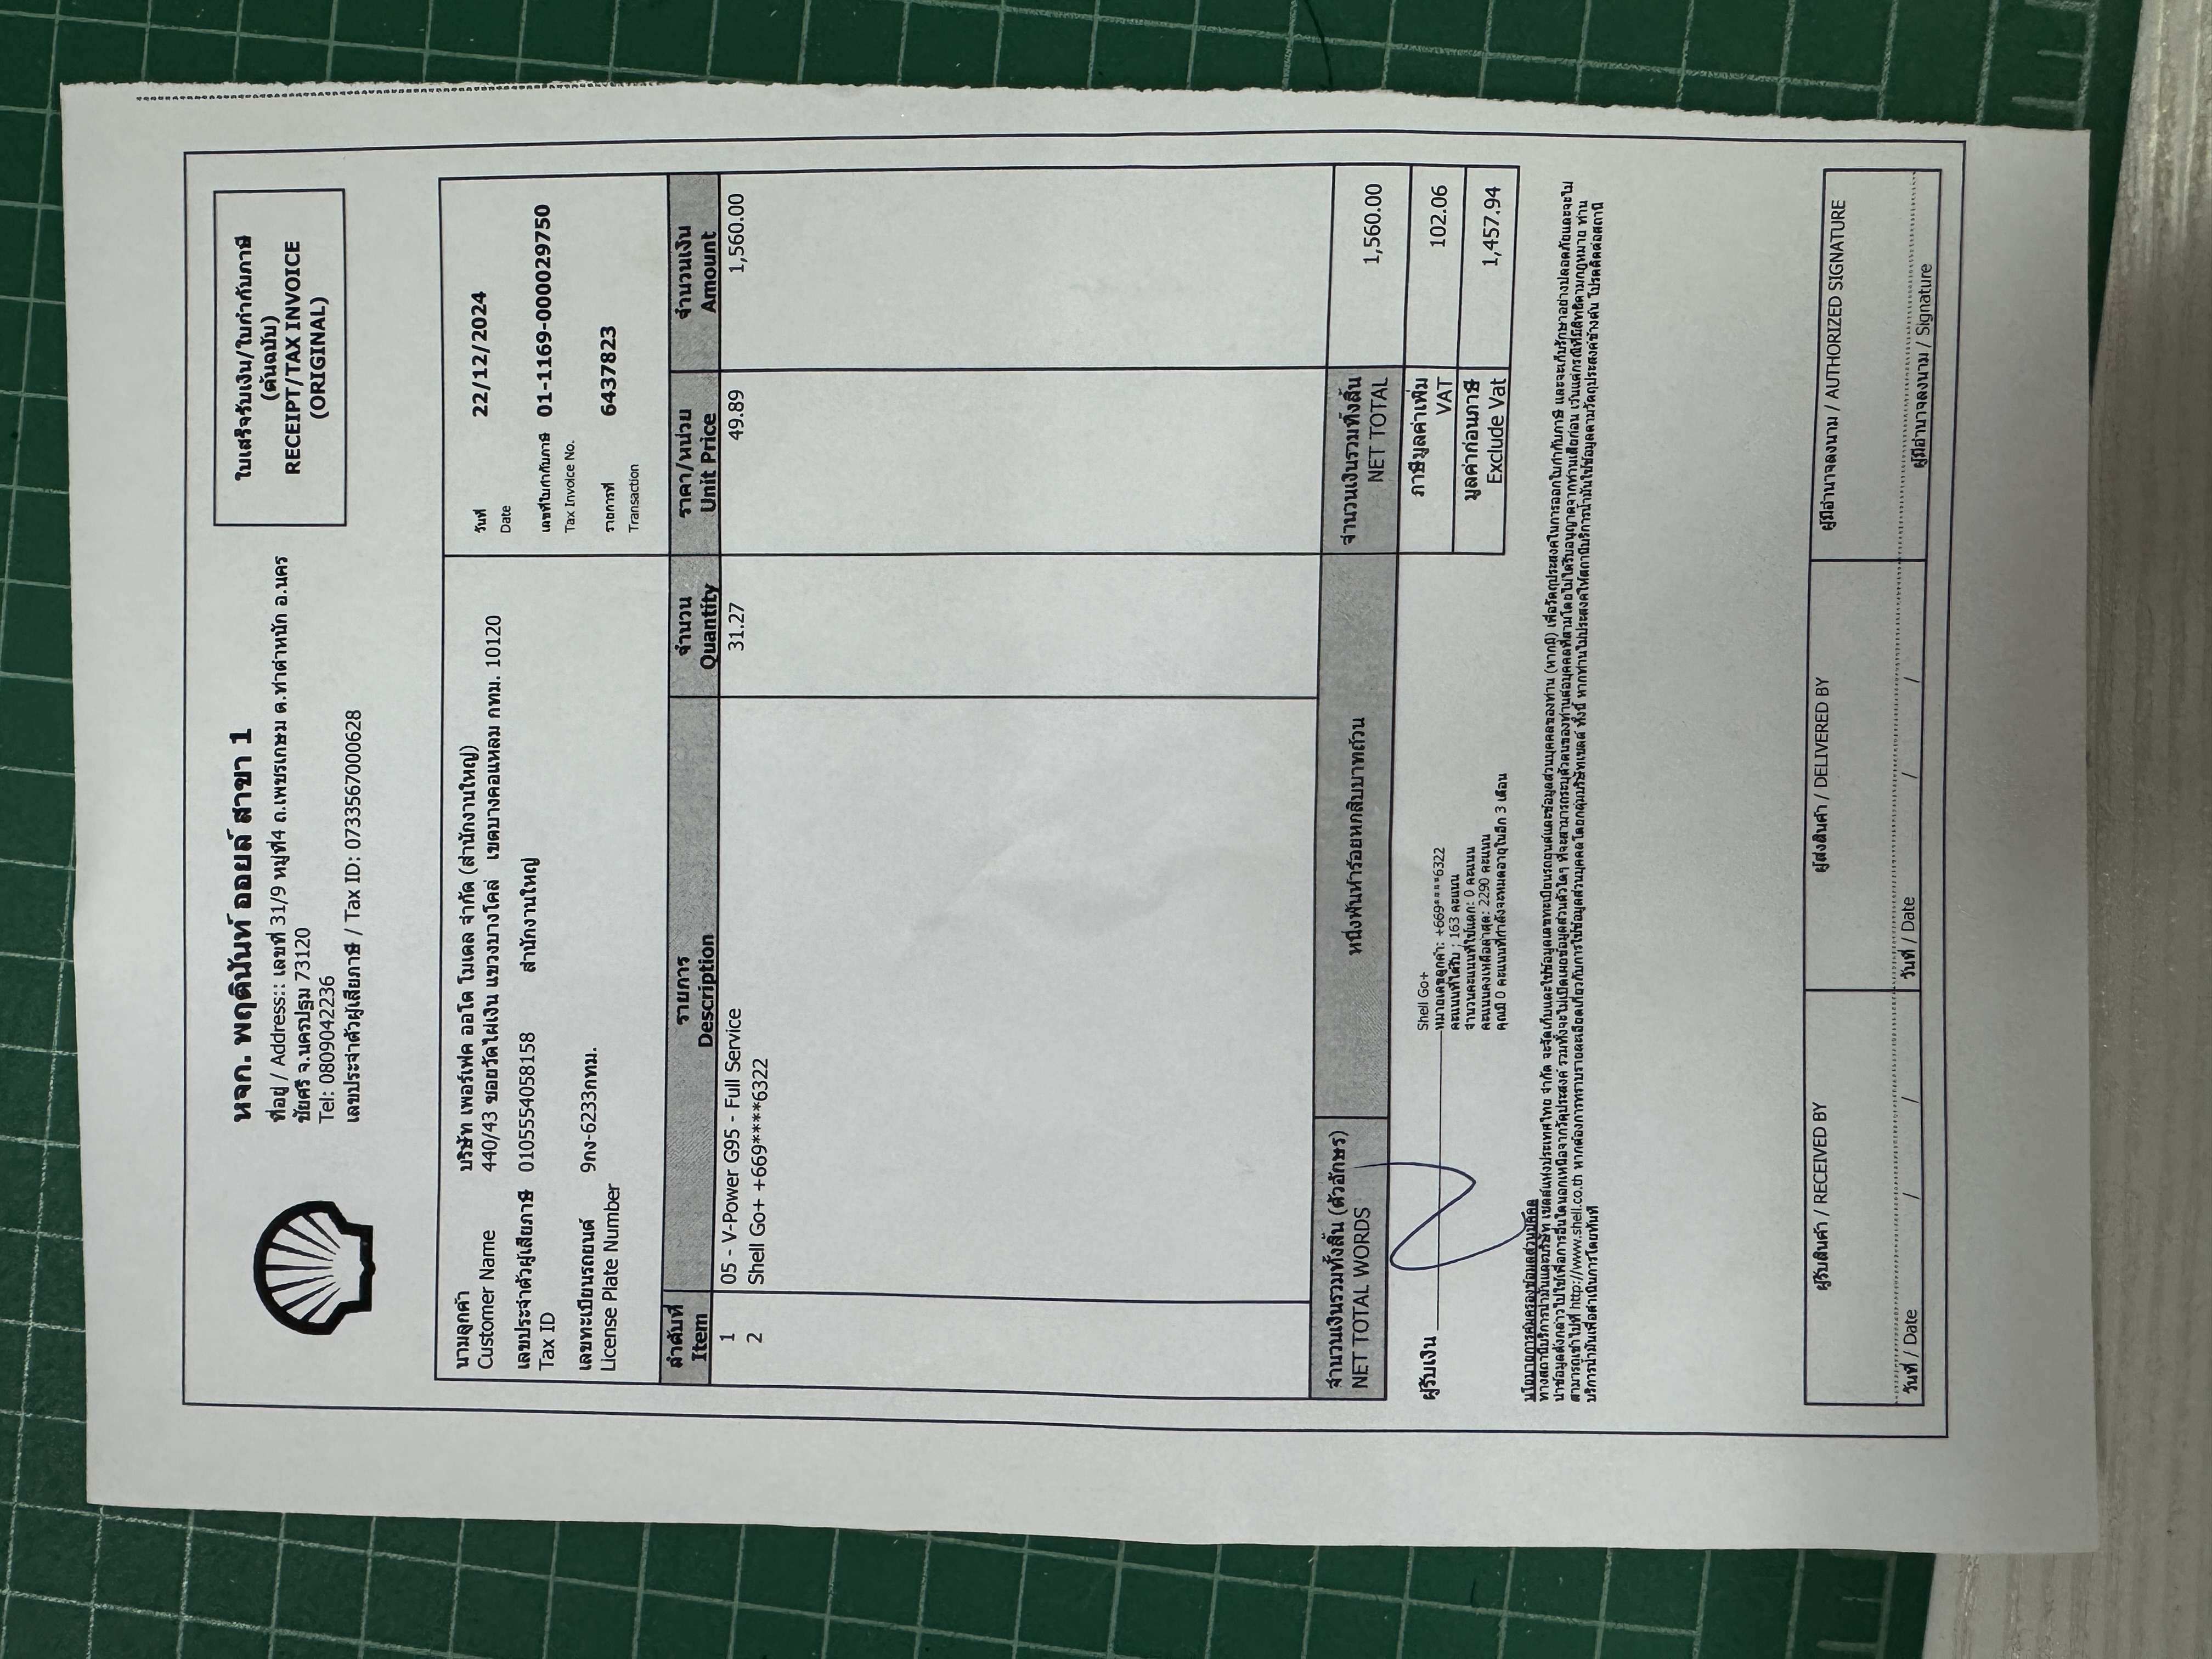 หจก. พฤตินันท์ ออยล์ สาขา 1
ที่อยู่ / Address:: เลขที่ 31/9 หมู่ที่4 ถ.เพชรเกษม ต.ท่าตำหนัก อ.นคร
ชัยศรี จ.นครปฐม 73120
Tel: 0809042236
เลขประจำตัวผู้เสียภาษี / Tax ID: 0733567000628
ใบเสร็จรับเงิน/ใบกำกับภาษี
(ต้นฉบับ)
RECEIPT/TAX INVOICE
(ORIGINAL)
นามลูกค้า บริษัท เพอร์เฟค ออโต โมเดล จำกัด (สำนักงานใหญ่)
Customer Name 440/43 ซอยวัดไผ่เงิน แขวงบางโคล่ เขตบางคอแหลม กทม. 10120
เลขประจำตัวผู้เสียภาษี 0105554058158 สำนักงานใหญ่
Tax ID
เลขทะเบียนรถยนต์ 9กง-6233กทม.
License Plate Number
วันที่ 22/12/2024
Date
เลขที่ใบกำกับภาษี 01-1169-000029750
Tax Invoice No.
รายการที่ 6437823
Transaction
ลำดับที่ รายการ จำนวน ราคา/หน่วย จำนวนเงิน
Item Description Quantity Unit Price Amount
1 05 - V-Power G95 - Full Service 31.27 49.89 1,560.00
2 Shell Go+ +669****6322
จำนวนเงินรวมทั้งสิ้น (ตัวอักษร)
NET TOTAL WORDS
หนึ่งพันห้าร้อยหกสิบบาทถ้วน
จำนวนเงินรวมทั้งสิ้น
NET TOTAL 1,560.00
ภาษีมูลค่าเพิ่ม
VAT 102.06
มูลค่าก่อนภาษี
Exclude Vat 1,457.94
ผู้รับเงิน
Shell Go+
หมายเลขลูกค้า: +669****6322
คะแนนที่ได้รับ : 163 คะแนน
จำนวนคะแนนที่ใช้แลก: 0 คะแนน
คะแนนคงเหลือล่าสุด: 2290 คะแนน
คุณมี 0 คะแนนที่กำลังจะหมดอายุในอีก 3 เดือน
นโยบายการคุ้มครองข้อมูลส่วนบุคคล
ทางสถานีบริการน้ำมันและบริษัท เชลล์แห่งประเทศไทย จำกัด จะจัดเก็บและใช้ข้อมูลเลขทะเบียนรถยนต์และข้อมูลส่วนบุคคลของท่าน (หากมี) เพื่อวัตถุประสงค์ในการออกใบกำกับภาษี และจะเก็บรักษาอย่างปลอดภัยและจะไม่
นำข้อมูลดังกล่าวไปใช้เพื่อการอื่นใดนอกเหนือจากวัตถุประสงค์ รวมทั้งจะไม่เปิดเผยข้อมูลส่วนตัวใดๆ ที่จะสามารถระบุตัวตนของท่านต่อบุคคลที่สามโดยไม่ได้รับอนุญาตจากท่านเสียก่อน เว้นแต่กรณีที่มีสิทธิตามกฎหมาย ท่าน
สามารถเข้าไปที่ http://www.shell.co.th หากต้องการทราบรายละเอียดเกี่ยวกับการใช้ข้อมูลส่วนบุคคลโดยกลุ่มบริษัทเชลล์ ทั้งนี้ หากท่านไม่ประสงค์ให้สถานีบริการน้ำมันใช้ข้อมูลตามวัตถุประสงค์ข้างต้น โปรดติดต่อสถานี
บริการน้ำมันเพื่อดำเนินการโดยทันที
ผู้รับสินค้า / RECEIVED BY
วันที่ / Date / /
ผู้ส่งสินค้า / DELIVERED BY
วันที่ / Date / /
ผู้มีอำนาจลงนาม / AUTHORIZED SIGNATURE
ผู้มีอำนาจลงนาม / Signature